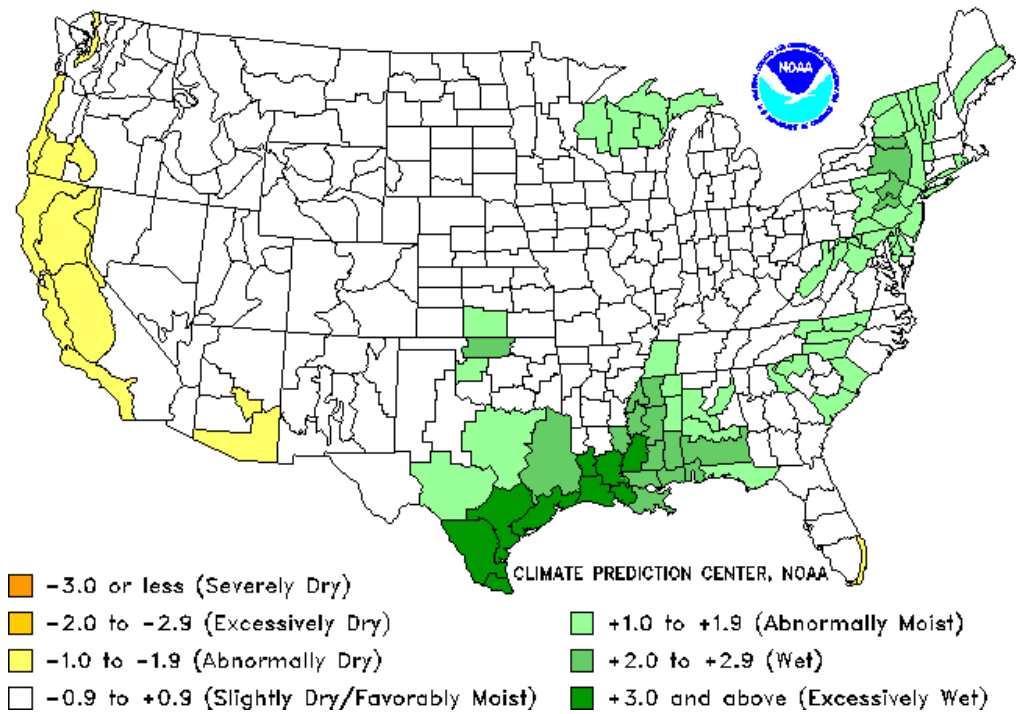 NOAA
CLIMATE PREDICTION CENTER, NOAA
-3.0 or less (Severely Dry)
-2.0 to -2.9 (Excessively Dry)
-1.0 to -1.9 (Abnormally Dry)
-0.9 to +0.9 (Slightly Dry/Favorably Moist)
+1.0 to +1.9 (Abnormally Moist)
+2.0 to +2.9 (Wet)
+3.0 and above (Excessively Wet)